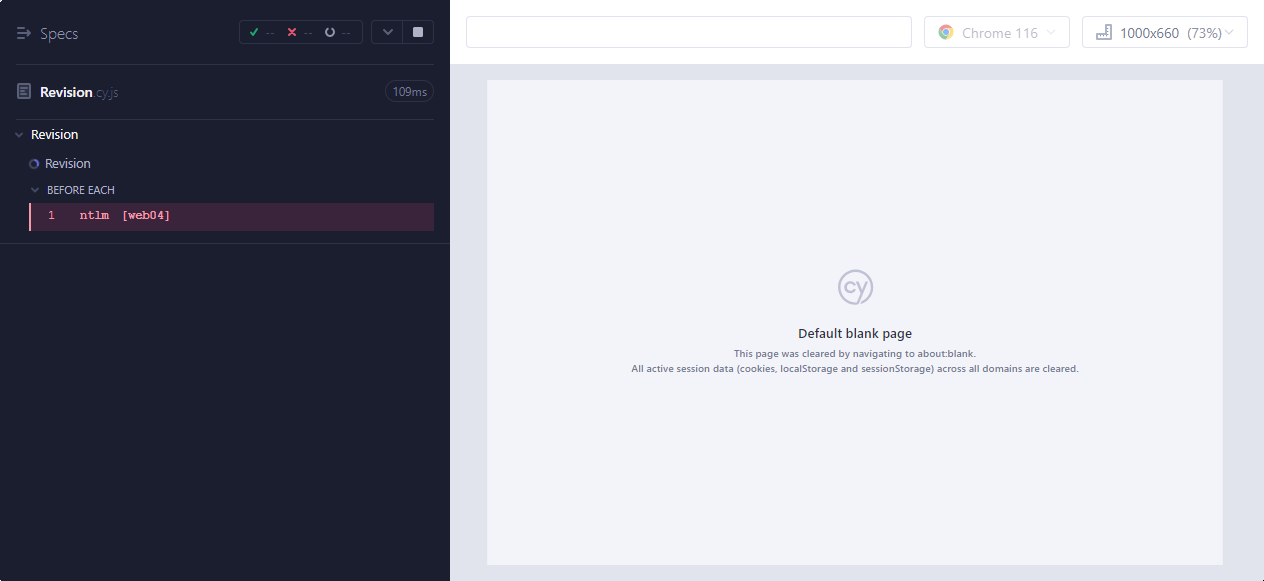 Specs
--
--
--
Chrome 116
1000x660 (73%)
Revision.cy.js
109ms
Revision
Revision
BEFORE EACH
1 ntlm [web04]
cy
Default blank page
This page was cleared by navigating to about:blank.
All active session data (cookies, localStorage and sessionStorage) across all domains are cleared.